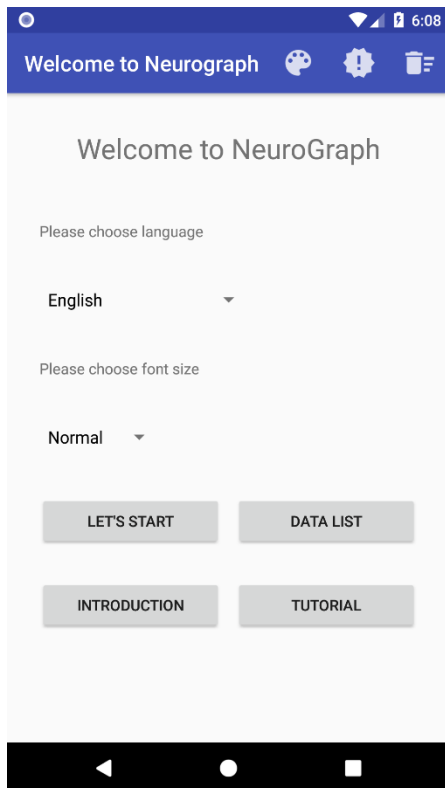 6:08
Welcome to Neurograph
Welcome to NeuroGraph
Please choose language
English
Please choose font size
Normal
LET'S START
DATA LIST
INTRODUCTION
TUTORIAL